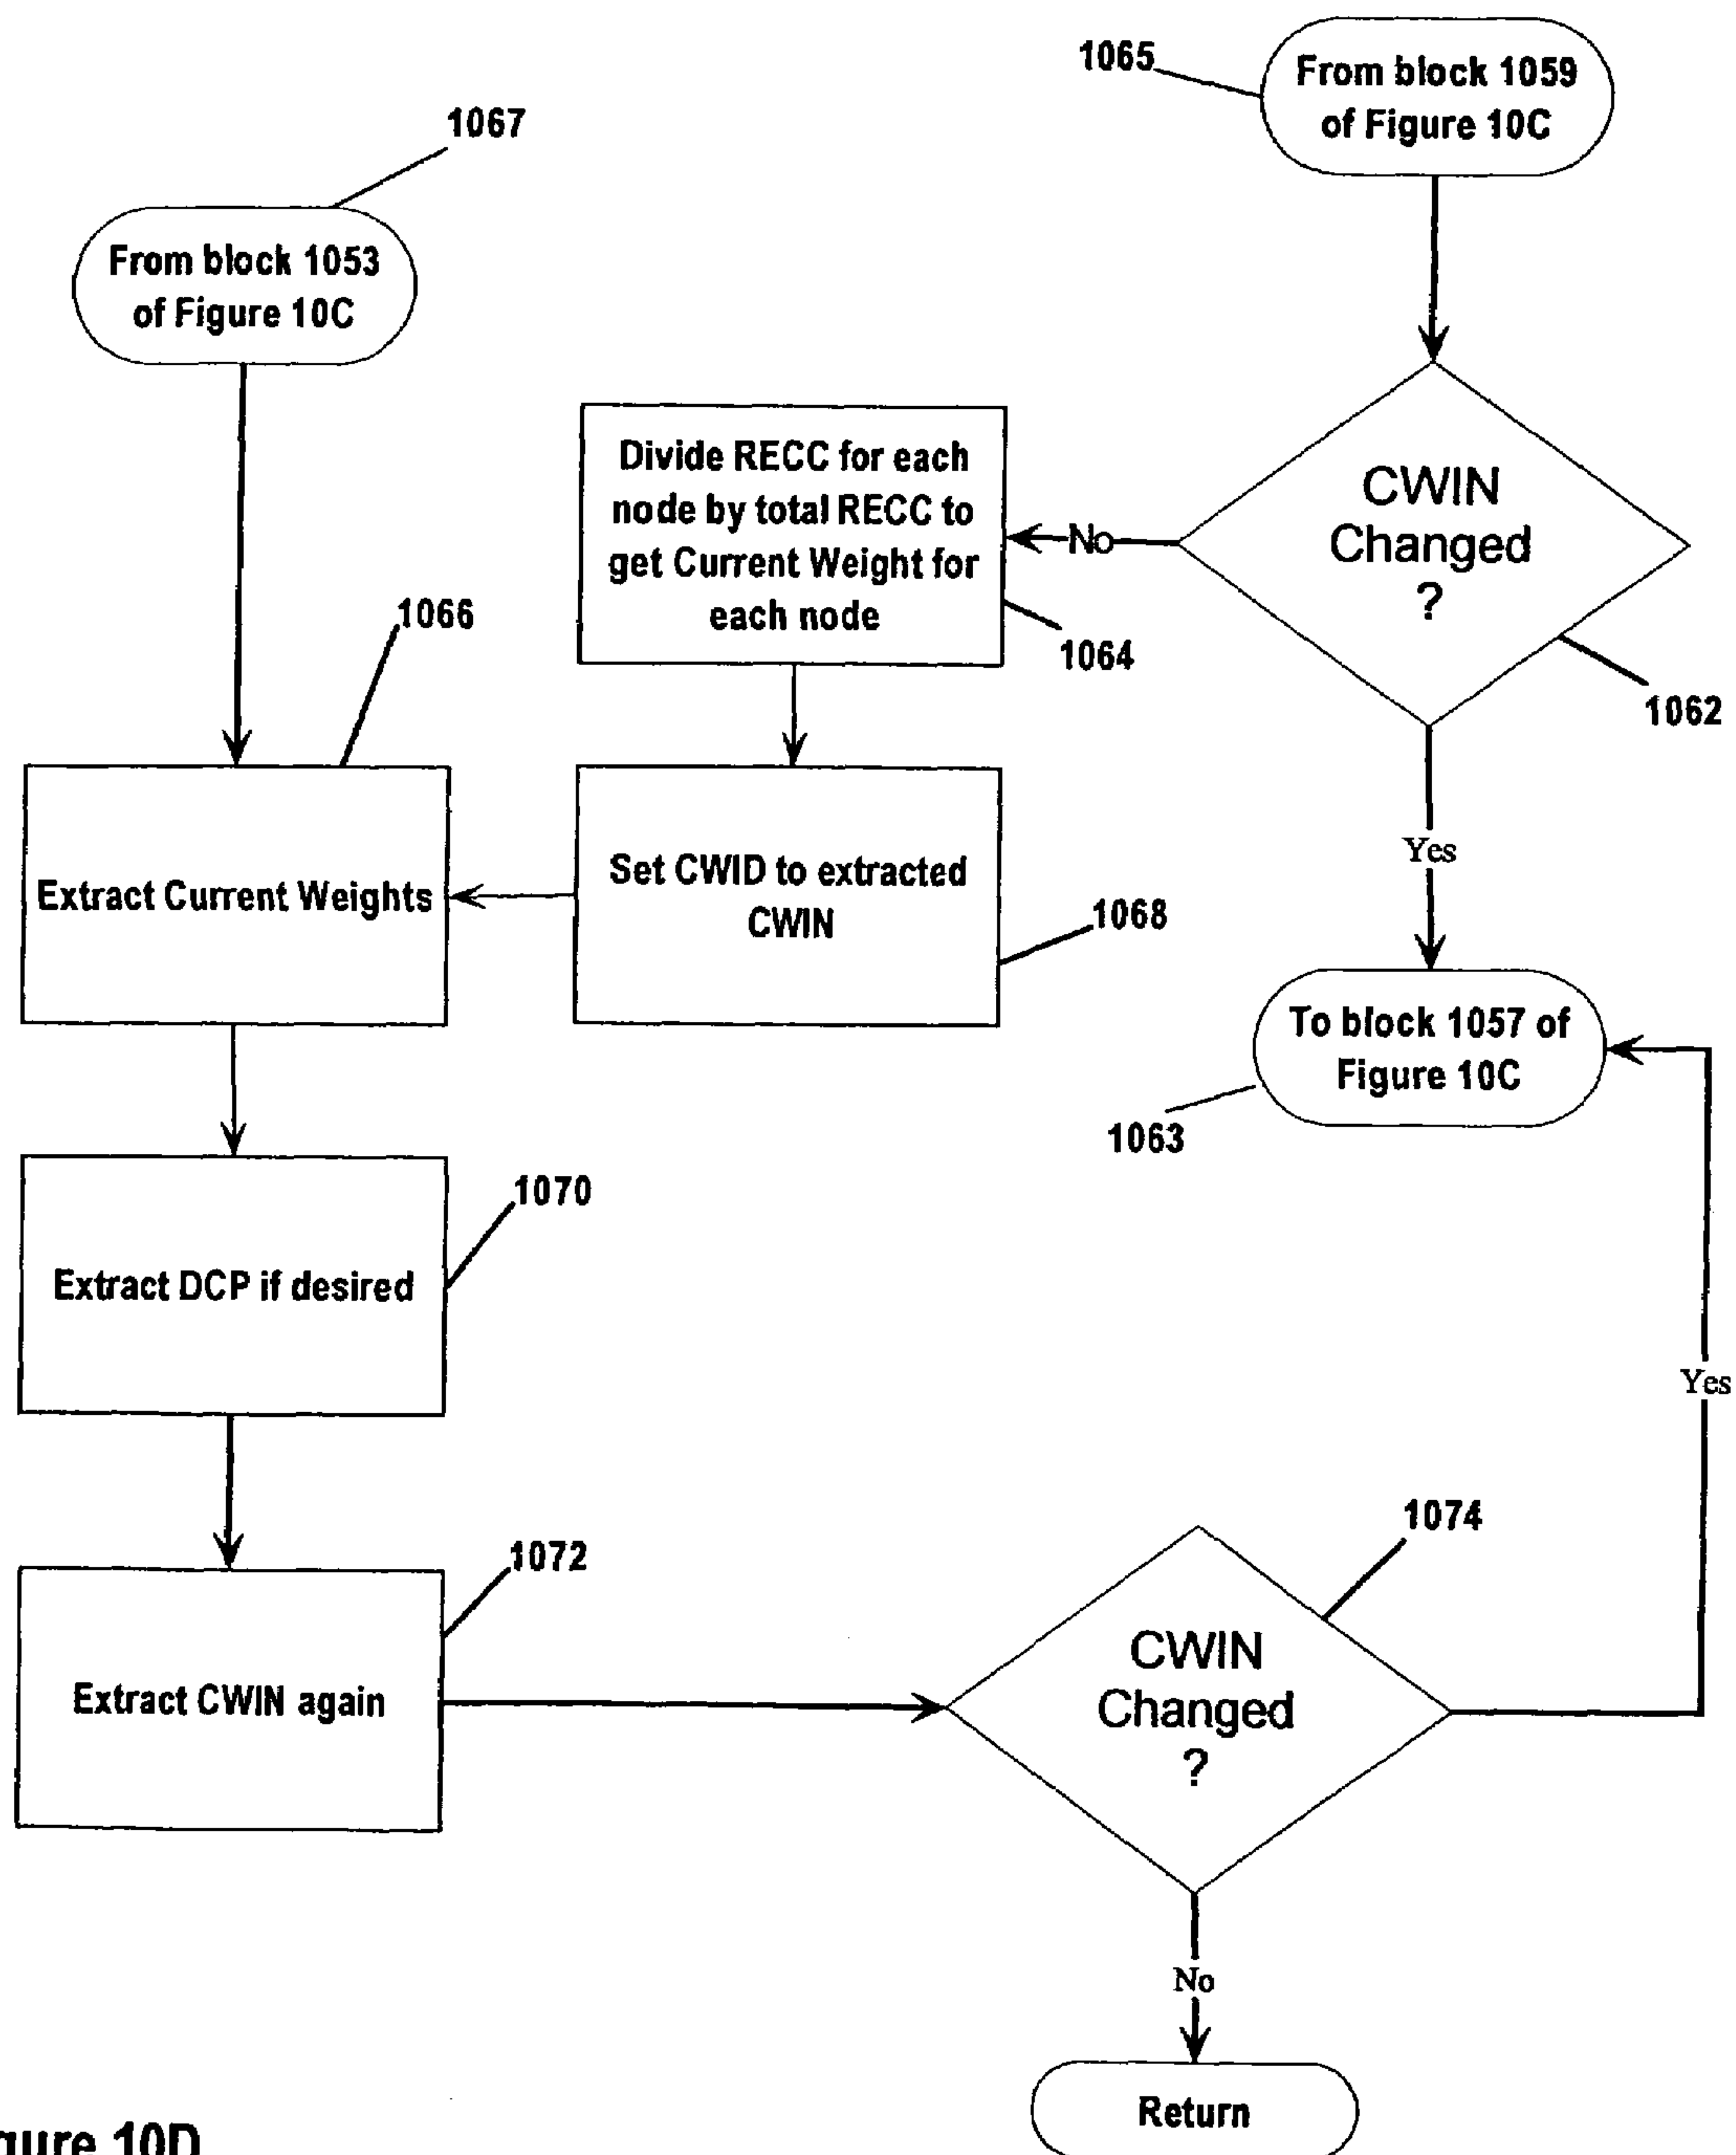 1065
From block 1059
of Figure 10C
1067
From block 1053
of Figure 10C
Divide RECC for each
node by total RECC to
get Current Weight for
each node
1064
No
CWIN
Changed
?
1062
1066
Extract Current Weights
Set CWID to extracted
CWIN
1068
Yes
To block 1057 of
Figure 10C
1063
1070
Extract DCP if desired
Yes
1072
Extract CWIN again
1074
CWIN
Changed
?
No
Return
gure 10D